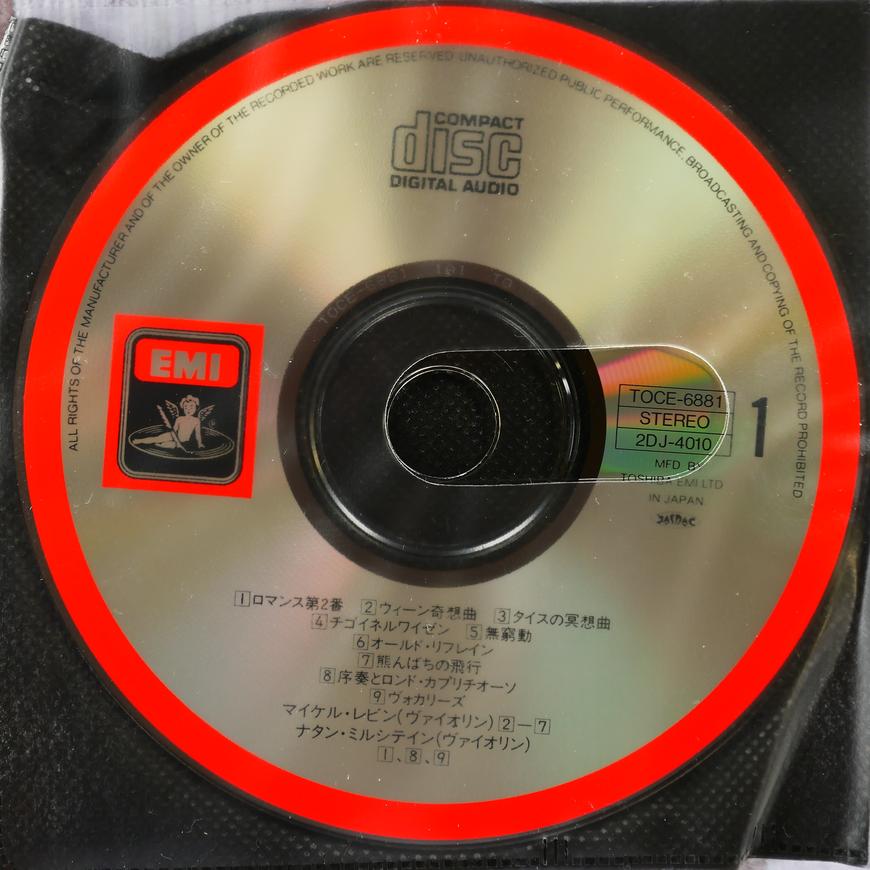 ALL RIGHTS OF THE MANUFACTURER AND OF THE OWNER OF THE RECORDED WORK ARE RESERVED UNAUTHORIZED PUBLIC PERFORMANCE, BROADCASTING AND COPYING OF THE RECORD PROHIBITED
COMPACT
disc
DIGITAL AUDIO
TOCE-6881 1@1 TO
EMI
TOCE-6881
STEREO
2DJ-4010
1
MFD BY
TOSHIBA EMI LTD
IN JAPAN
JASRAC
1 ロマンス第2番 2 ウィーン奇想曲 3 タイスの冥想曲
4 チゴイネルワイゼン 5 無窮動
6 オールド・リフレイン
7 熊んばちの飛行
8 序奏とロンド・カプリチオーソ
9 ヴォカリーズ
マイケル・レビン(ヴァイオリン) 2 — 7
ナタン・ミルシテイン(ヴァイオリン)
1、8、9